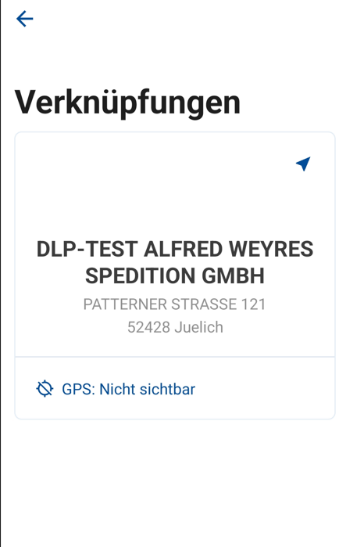 Verknüpfungen
DLP-TEST ALFRED WEYRES
SPEDITION GMBH
PATTERNER STRASSE 121
52428 Juelich
GPS: Nicht sichtbar